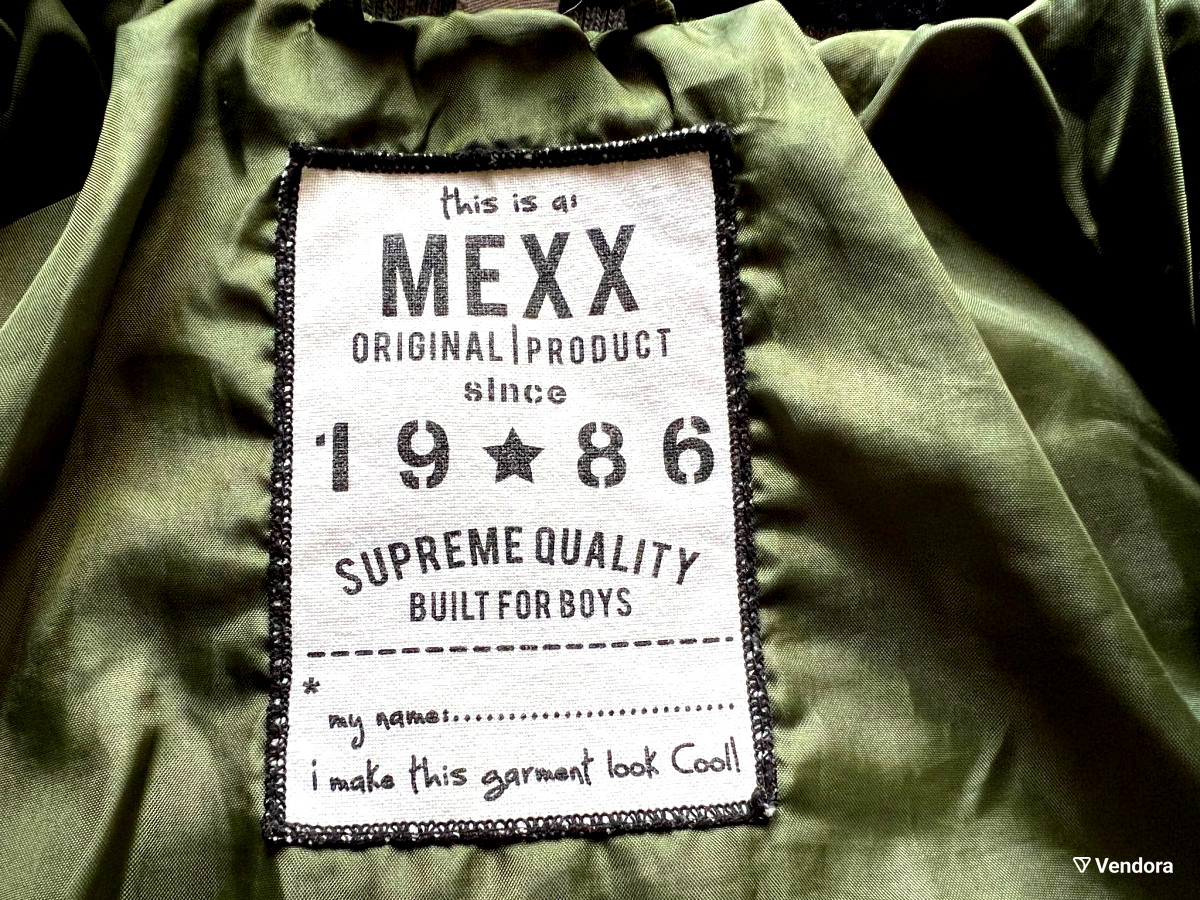 this is a:
MEXX
ORIGINAL | PRODUCT
since
19★86
SUPREME QUALITY
BUILT FOR BOYS
*
my name:............................
i make this garment look Cool!
Vendora